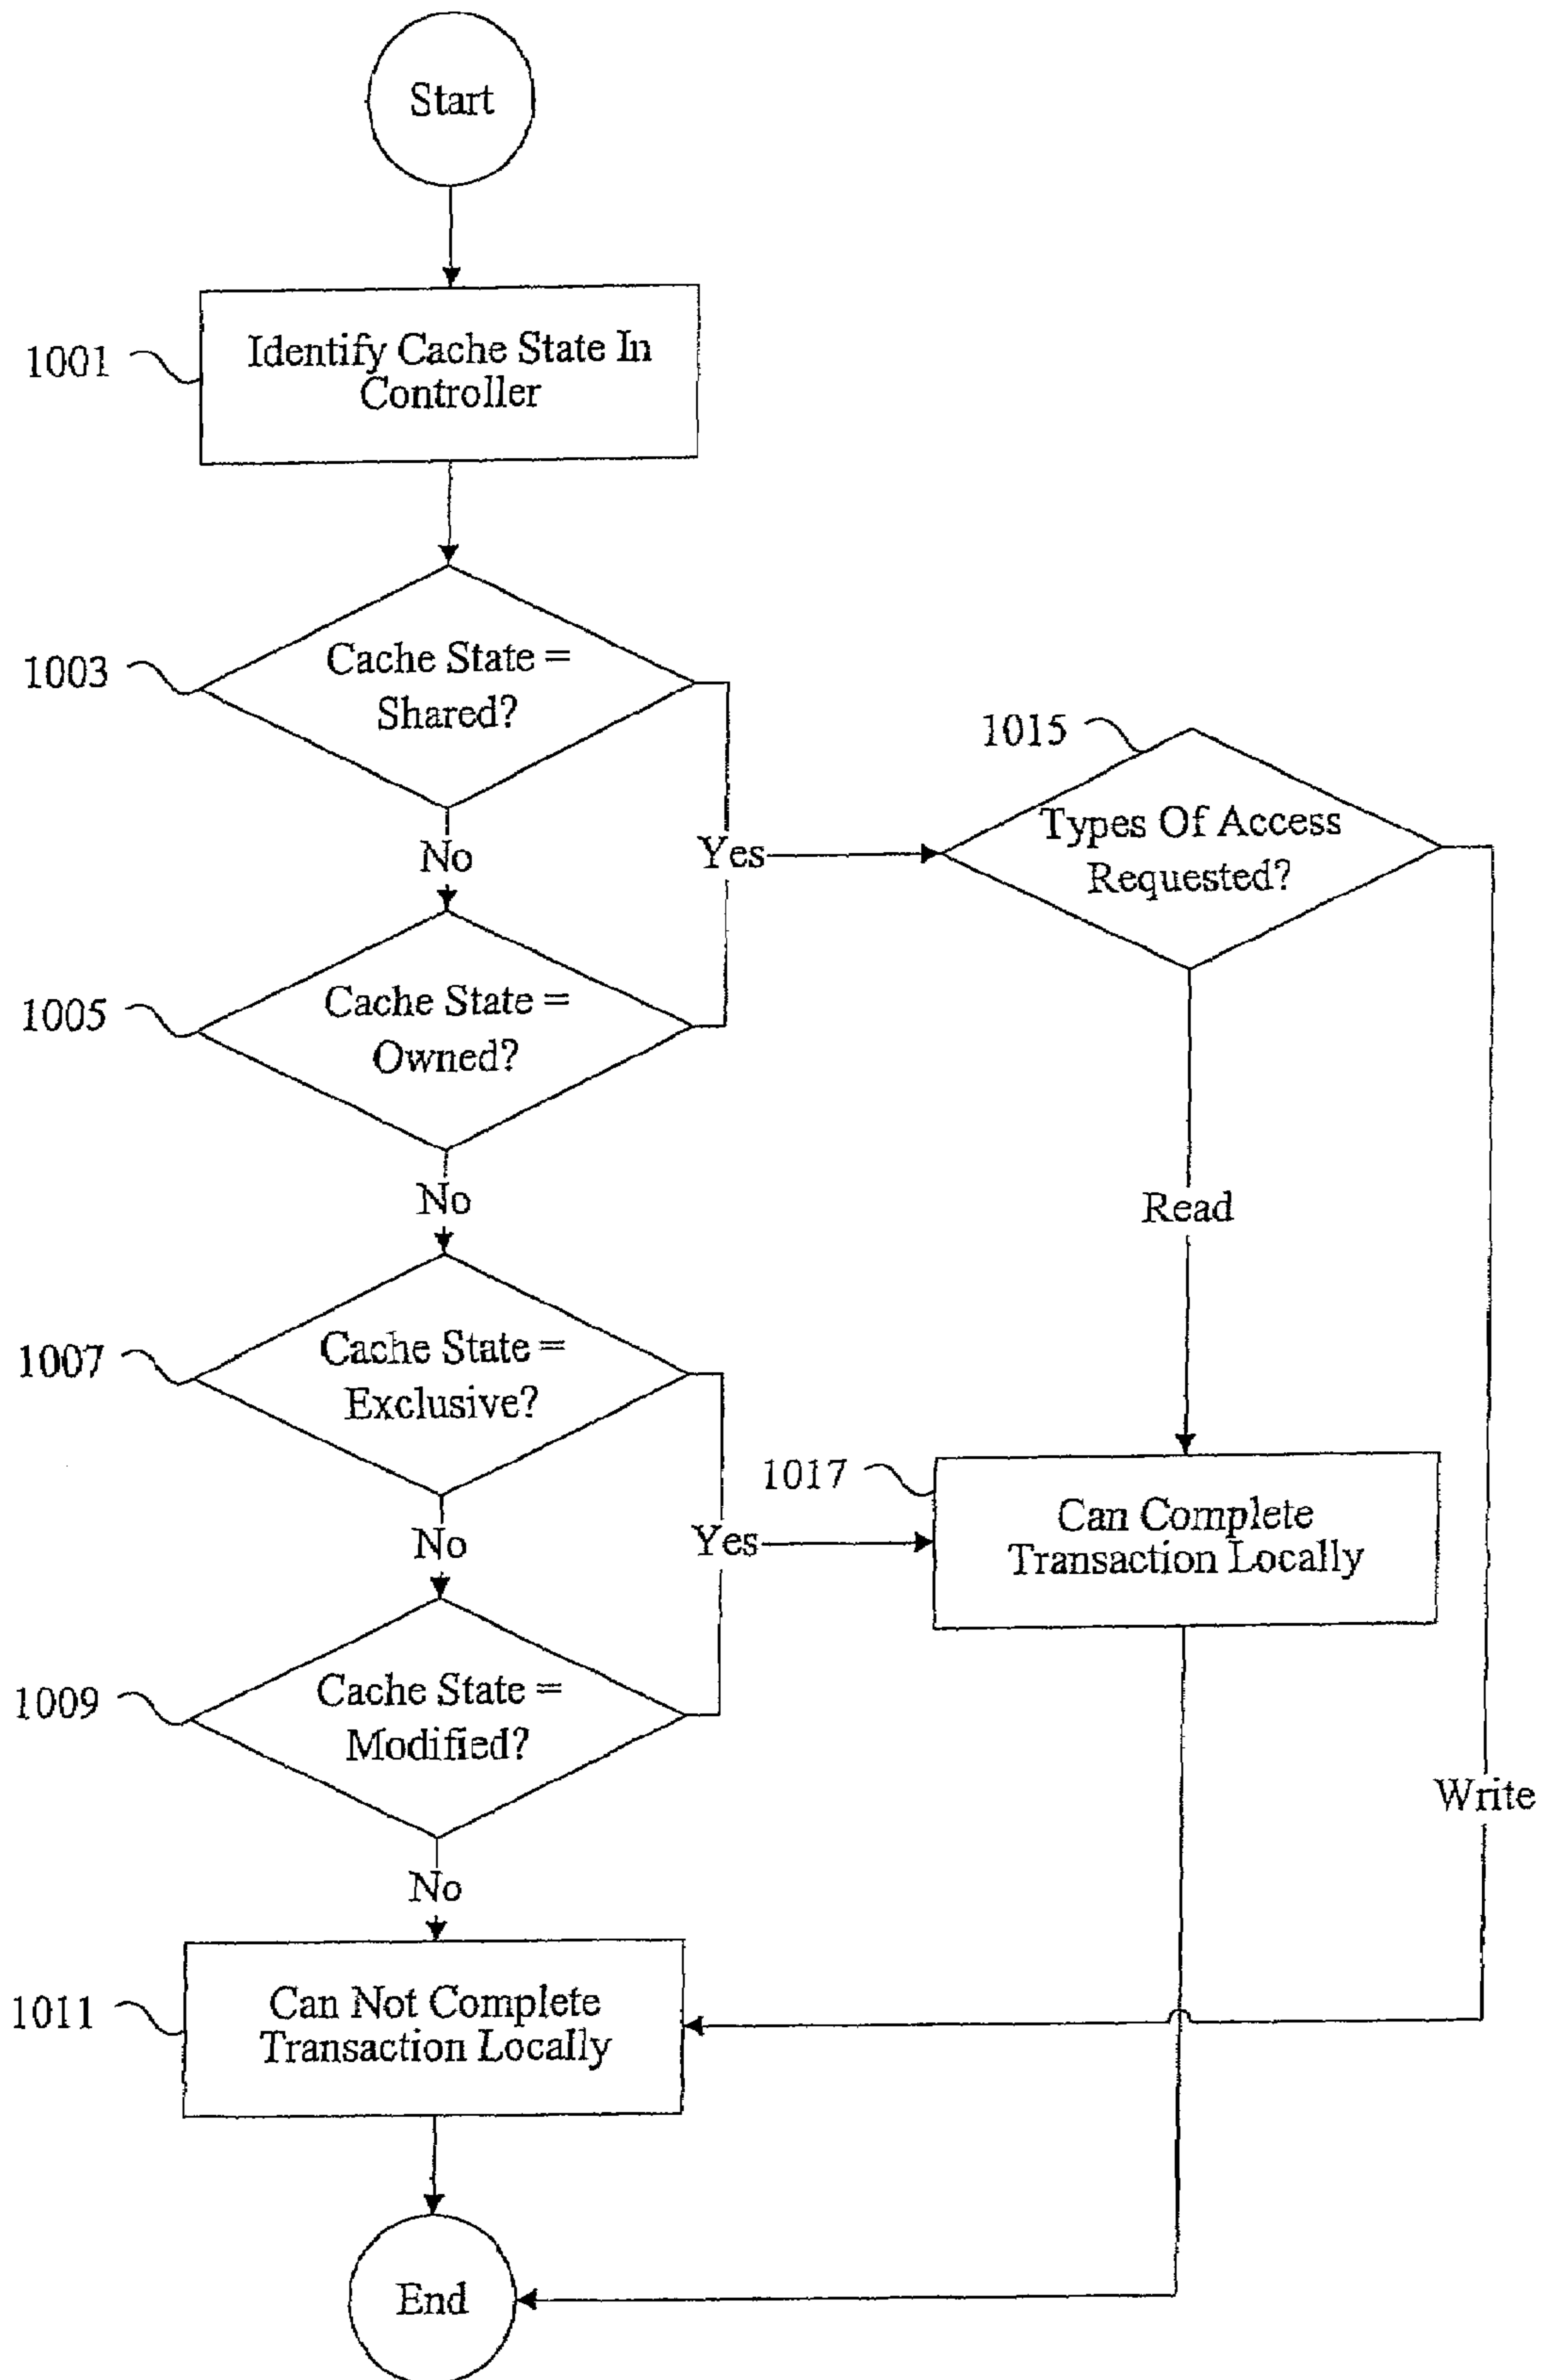 Start
1001
Identify Cache State In
Controller
1003
Cache State =
Shared?
1015
Types Of Access
Requested?
No
Yes
1005
Cache State =
Owned?
No
Read
1007
Cache State =
Exclusive?
1017
Can Complete
Transaction Locally
No
Yes
1009
Cache State =
Modified?
Write
No
1011
Can Not Complete
Transaction Locally
End